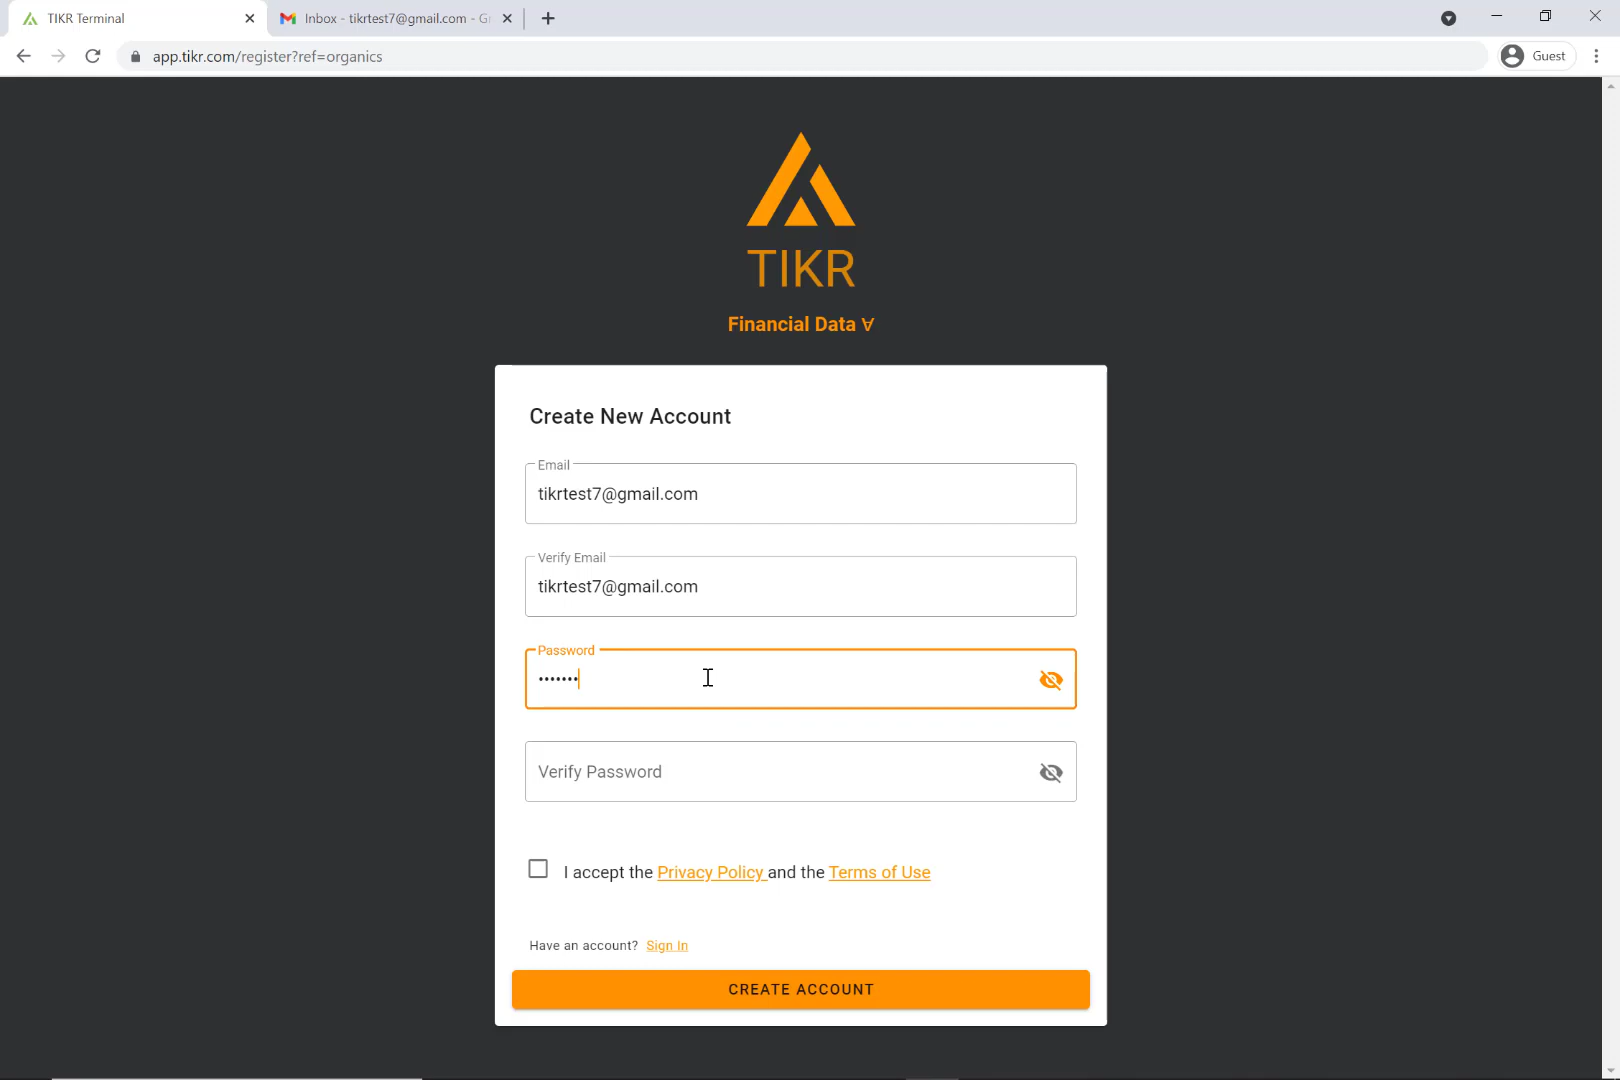 TIKR Terminal
Inbox - tikrtest7@gmail.com - G
app.tikr.com/register?ref=organics
Guest
TIKR
Financial Data ∀
Create New Account
Email
tikrtest7@gmail.com
Verify Email
tikrtest7@gmail.com
Password
•••••••
Verify Password
I accept the Privacy Policy and the Terms of Use
Have an account? Sign In
CREATE ACCOUNT